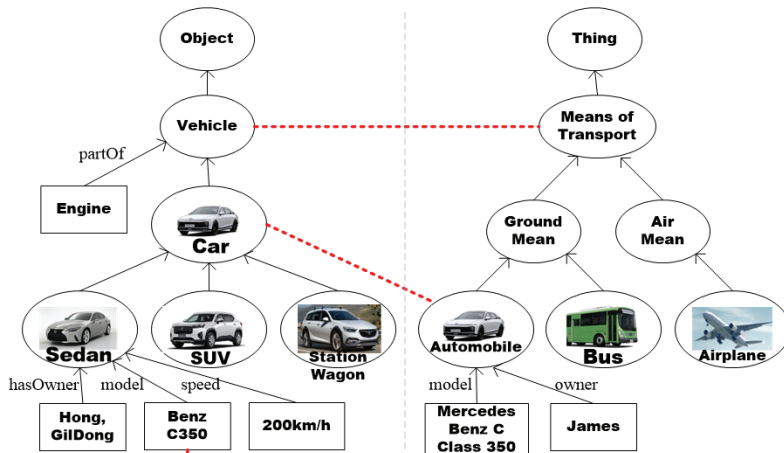 Object
Thing
Vehicle
Means of
Transport
partOf
Engine
Car
Ground
Mean
Air
Mean
Sedan
SUV
Station
Wagon
Automobile
Bus
Airplane
hasOwner
model
speed
model
owner
Hong,
GilDong
Benz
C350
200km/h
Mercedes
Benz C
Class 350
James